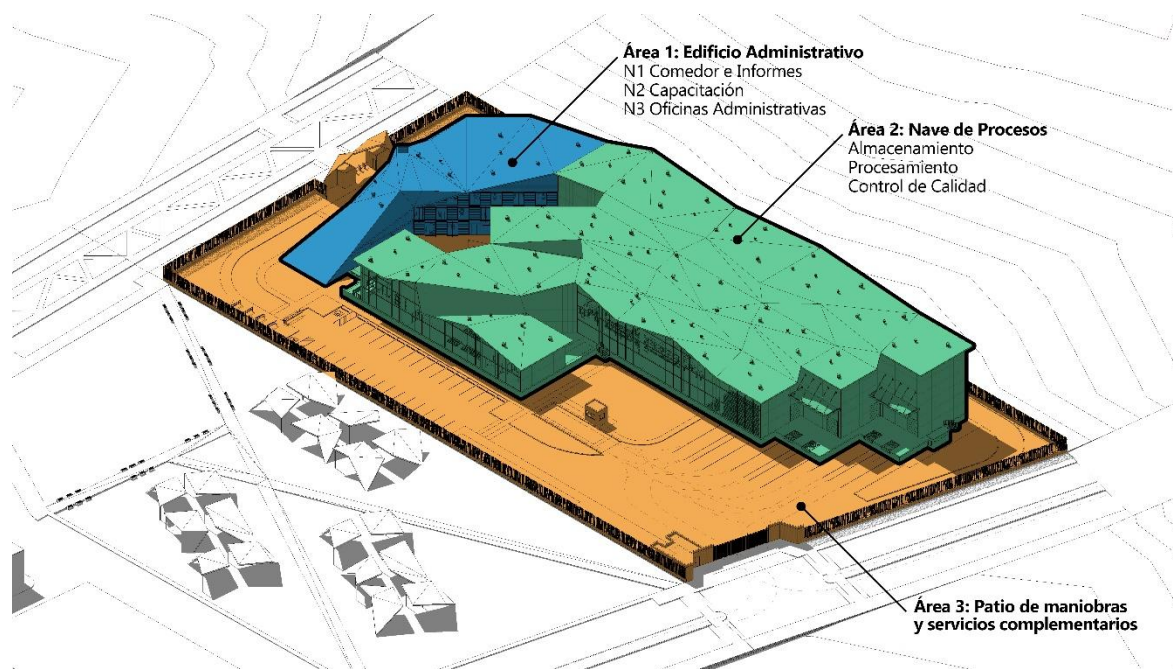 Área 1: Edificio Administrativo
N1 Comedor e Informes
N2 Capacitación
N3 Oficinas Administrativas
Área 2: Nave de Procesos
Almacenamiento
Procesamiento
Control de Calidad
Área 3: Patio de maniobras
y servicios complementarios